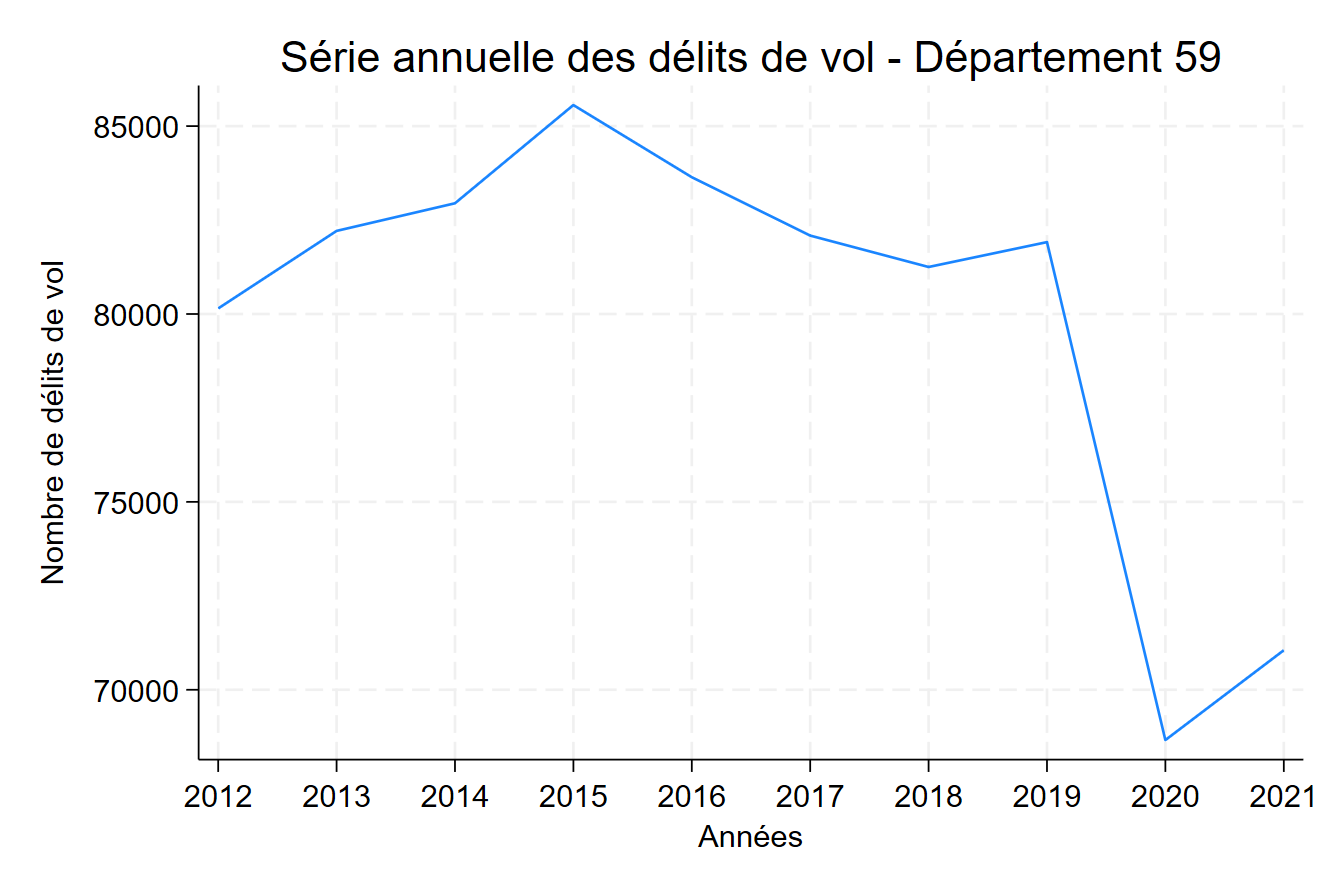 Série annuelle des délits de vol - Département 59
Nombre de délits de vol
85000
80000
75000
70000
2012 2013 2014 2015 2016 2017 2018 2019 2020 2021
Années